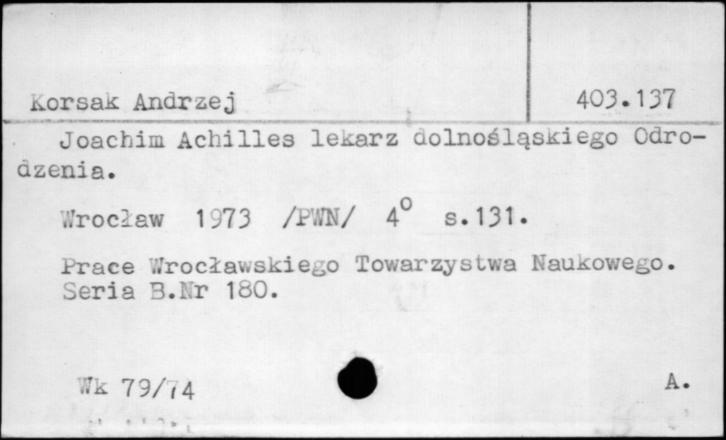 Korsak Andrzej 403.137
Joachim Achilles lekarz dolnośląskiego Odro-
dzenia.
Wrocław 1973 /PWN/ 4° s.131.
Prace Wrocławskiego Towarzystwa Naukowego.
Seria B.Nr 180.
Wk 79/74 A.